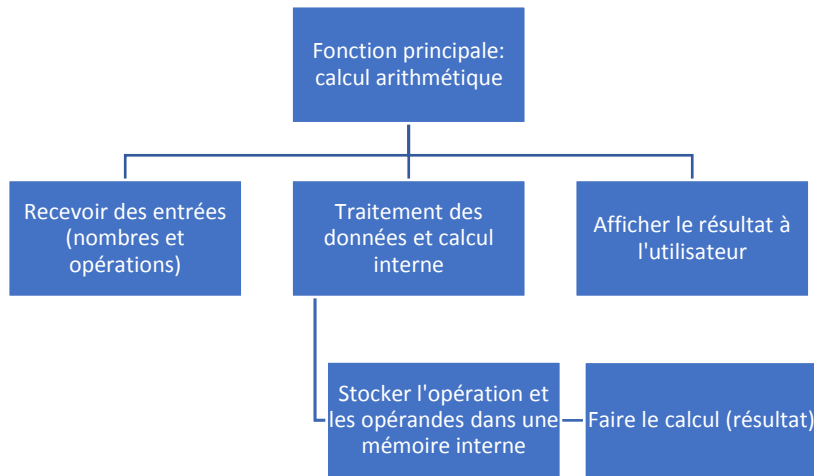 Fonction principale:
calcul arithmétique
Recevoir des entrées
(nombres et
opérations)
Traitement des
données et calcul
interne
Afficher le résultat à
l'utilisateur
Stocker l'opération et
les opérandes dans une
mémoire interne
Faire le calcul (résultat)